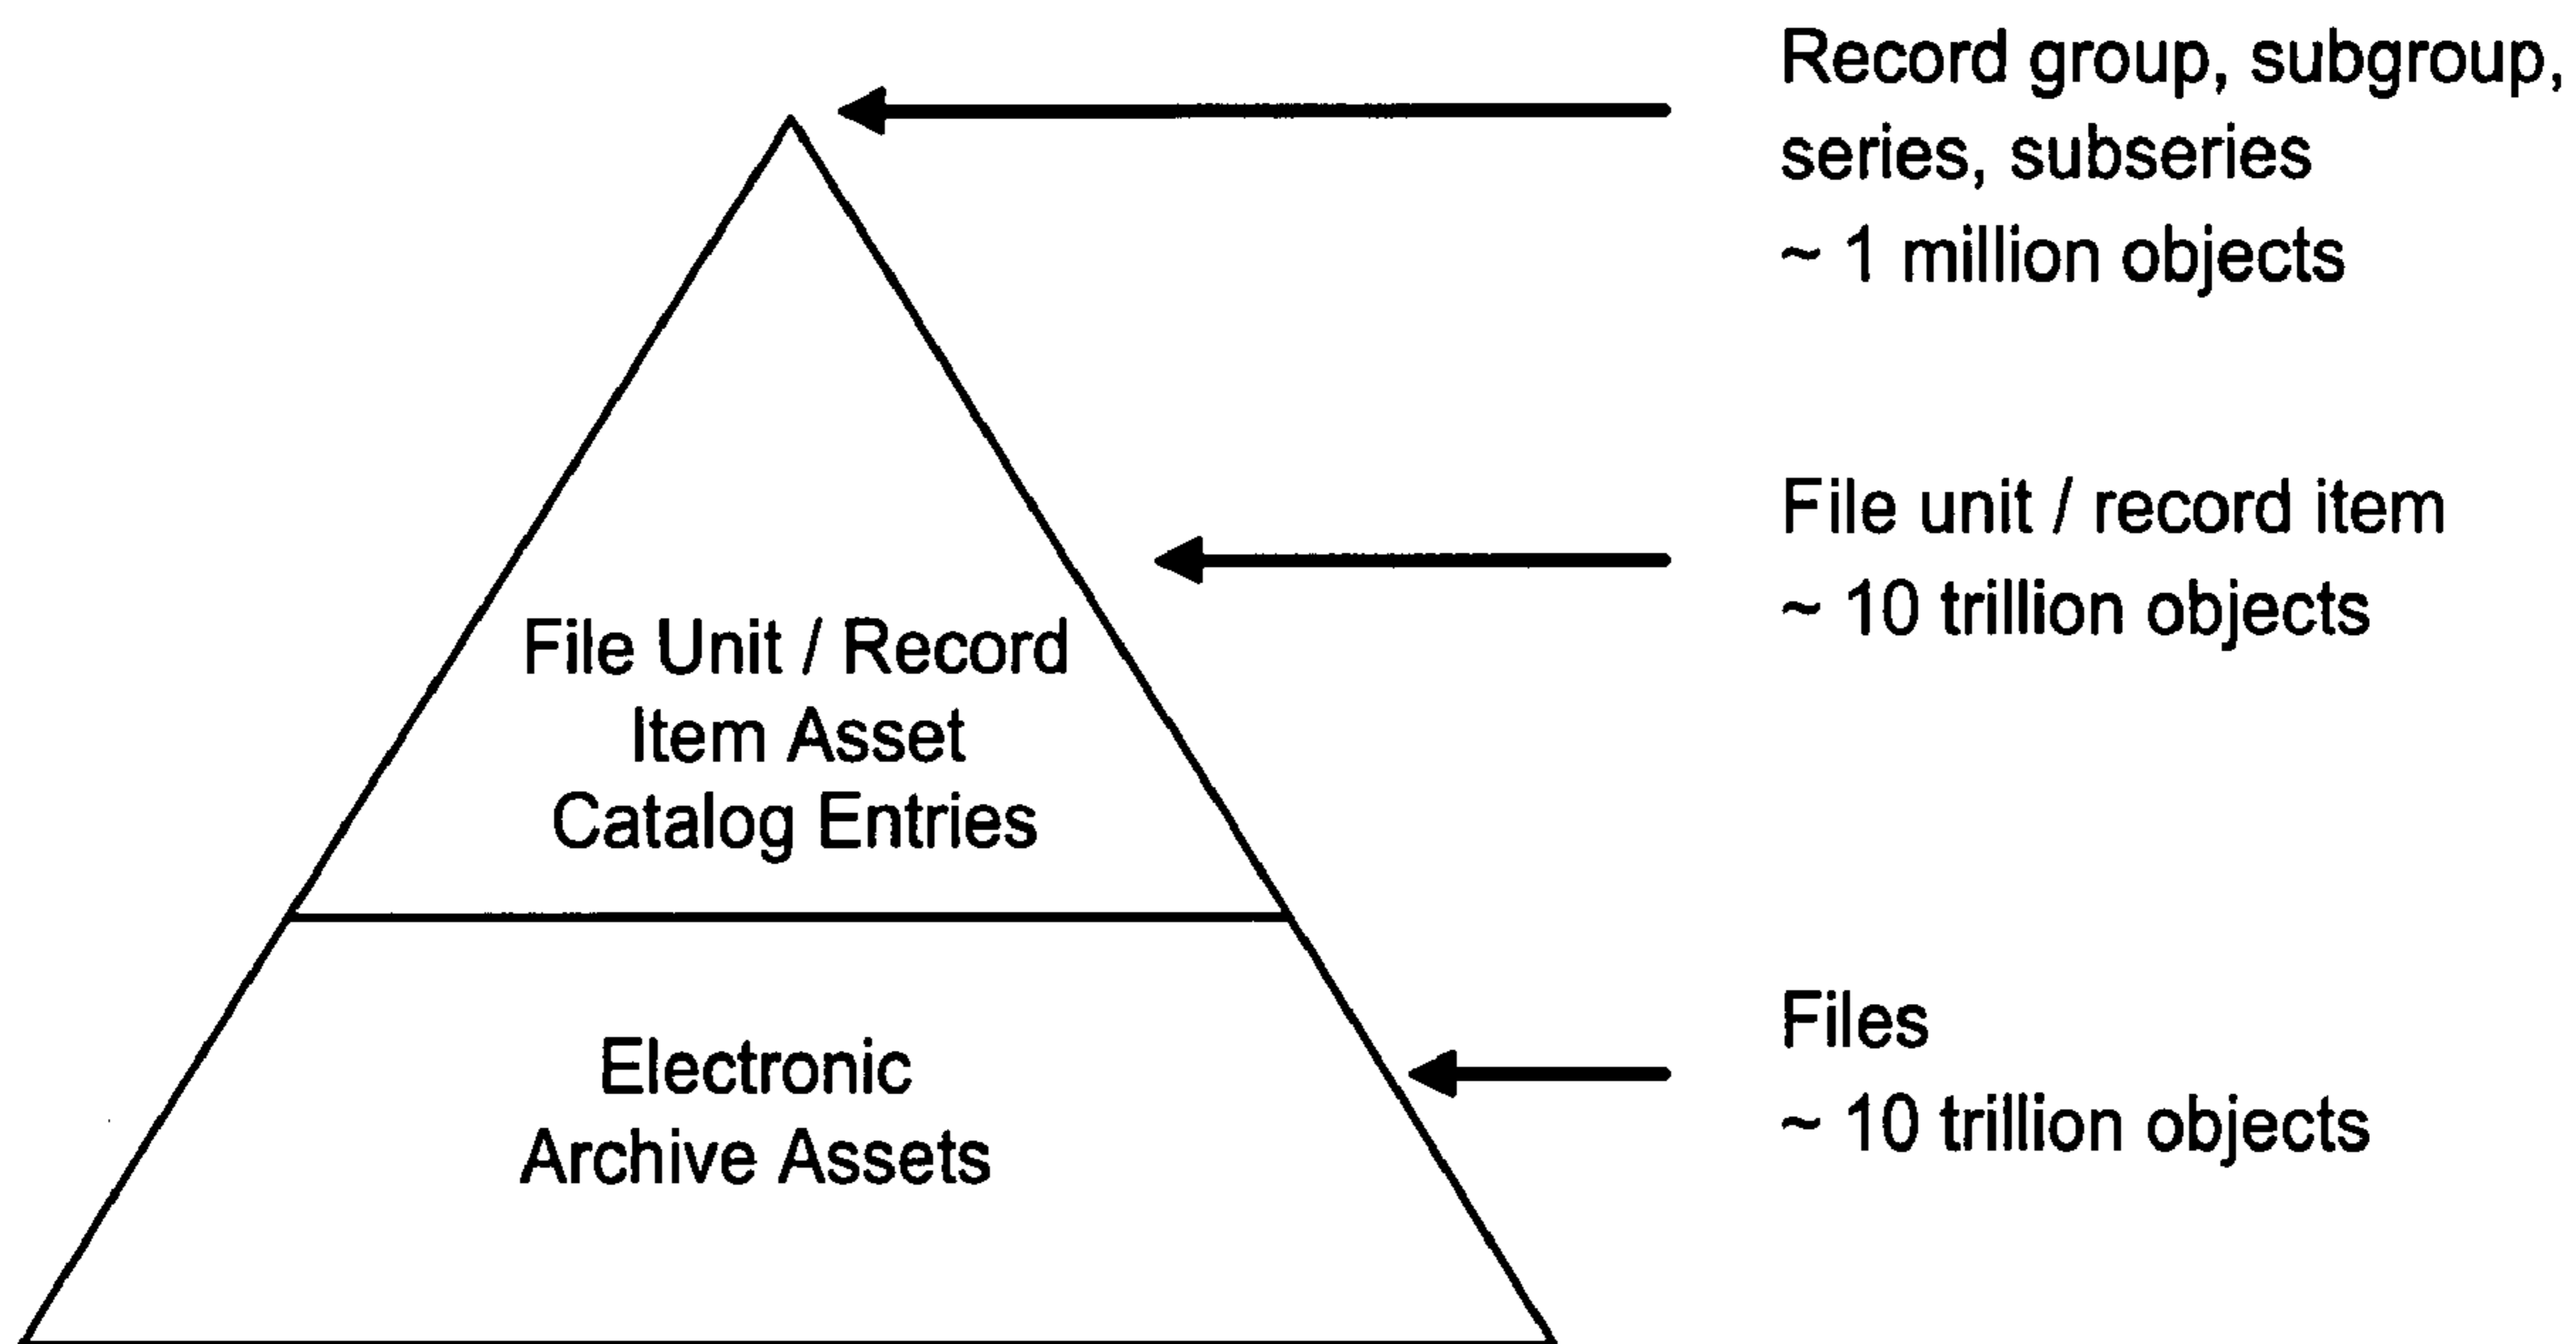 Record group, subgroup,
series, subseries
~ 1 million objects
File unit / record item
~ 10 trillion objects
File Unit / Record
Item Asset
Catalog Entries
Files
~ 10 trillion objects
Electronic
Archive Assets